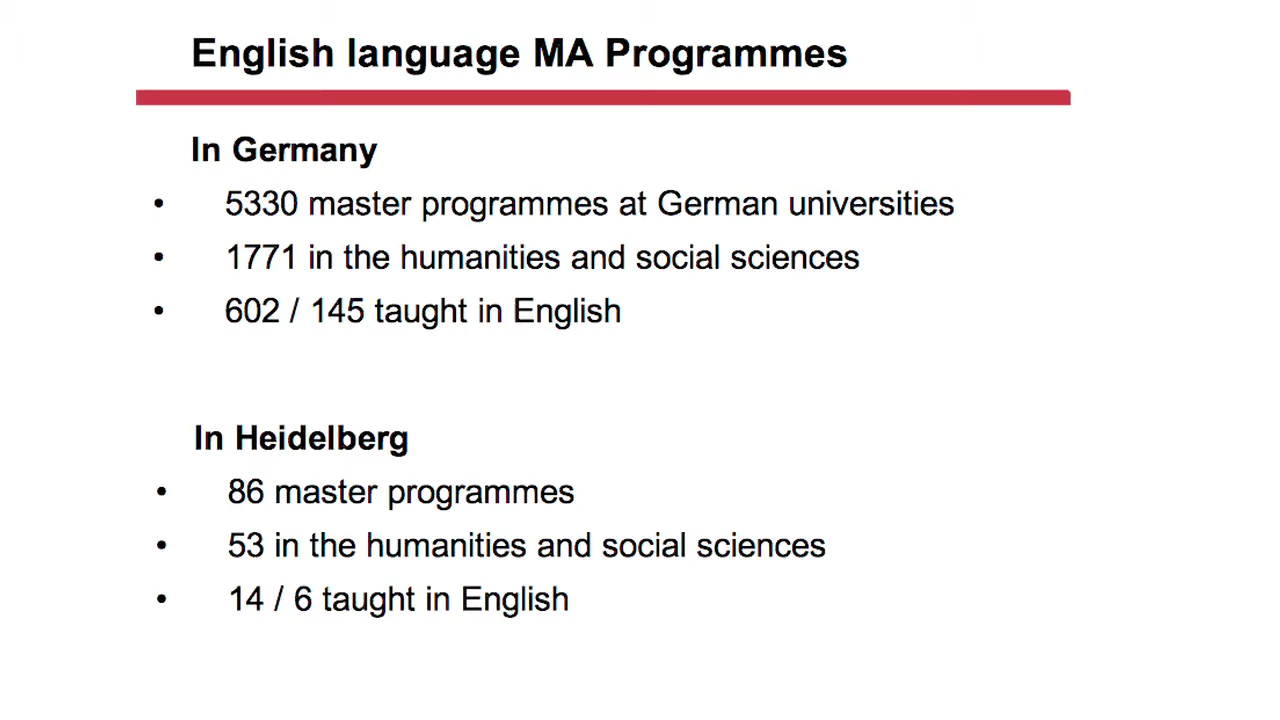 English language MA Programmes
In Germany
• 5330 master programmes at German universities
• 1771 in the humanities and social sciences
• 602 / 145 taught in English
In Heidelberg
• 86 master programmes
• 53 in the humanities and social sciences
• 14 / 6 taught in English